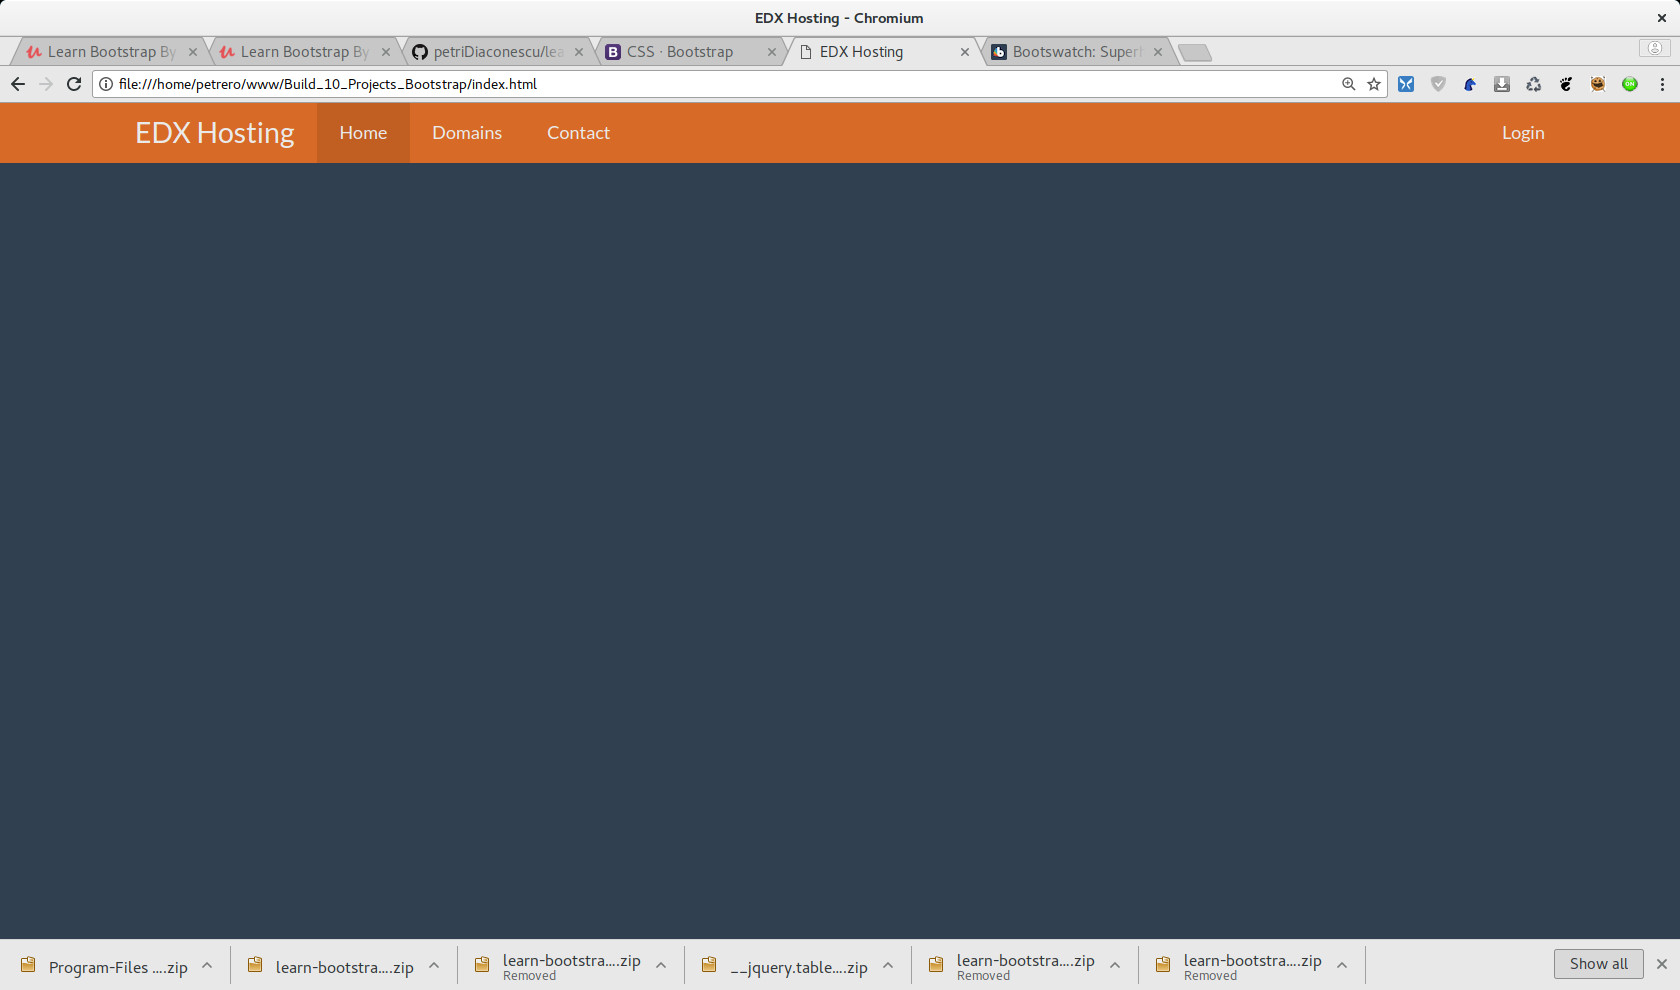 EDX Hosting - Chromium
Learn Bootstrap By
Learn Bootstrap By
petriDiaconescu/lea
CSS · Bootstrap
EDX Hosting
Bootswatch: Super
file:///home/petrero/www/Build_10_Projects_Bootstrap/index.html
ON
EDX Hosting
Home
Domains
Contact
Login
Program-Files ....zip
learn-bootstra....zip
learn-bootstra....zip
Removed
__jquery.table....zip
learn-bootstra....zip
Removed
learn-bootstra....zip
Removed
Show all